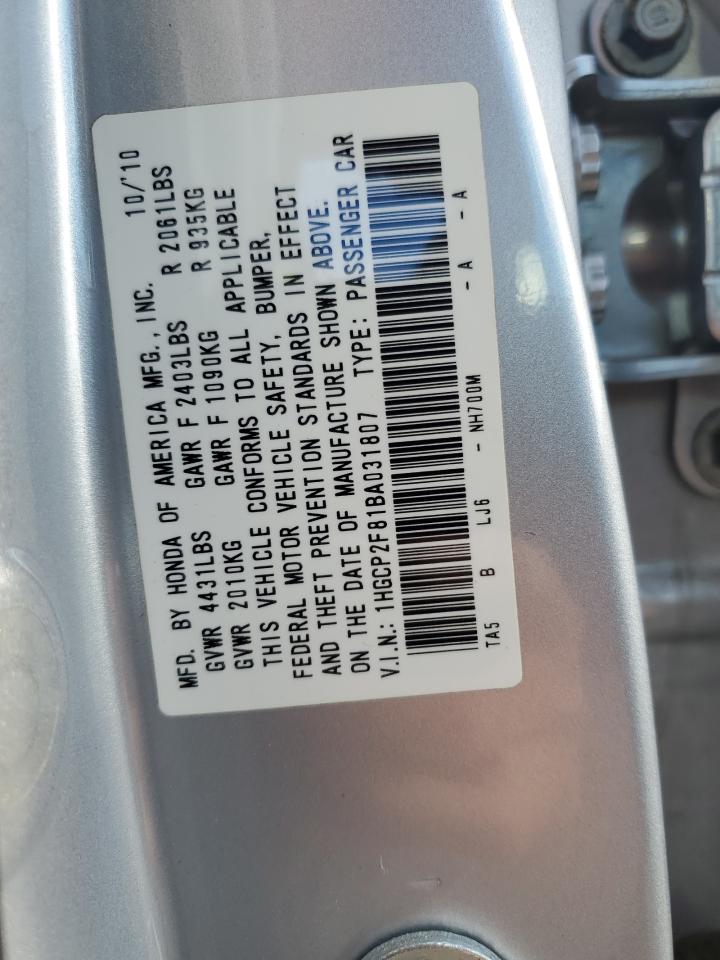 MFD. BY HONDA OF AMERICA MFG., INC. 10/'10
GVWR 4431LBS GAWR F 2403LBS R 2061LBS
GVWR 2010KG GAWR F 1090KG R 935KG
THIS VEHICLE CONFORMS TO ALL APPLICABLE
FEDERAL MOTOR VEHICLE SAFETY, BUMPER,
AND THEFT PREVENTION STANDARDS IN EFFECT
ON THE DATE OF MANUFACTURE SHOWN ABOVE.
V.I.N.: 1HGCP2F81BA031807 TYPE: PASSENGER CAR
TA5 B LJ6 - NH700M - A - A